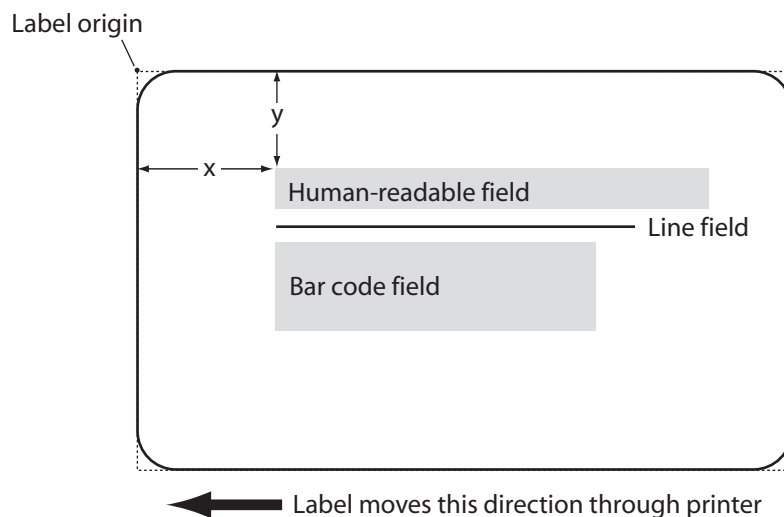 Label origin
y
x
Human-readable field
Line field
Bar code field
Label moves this direction through printer